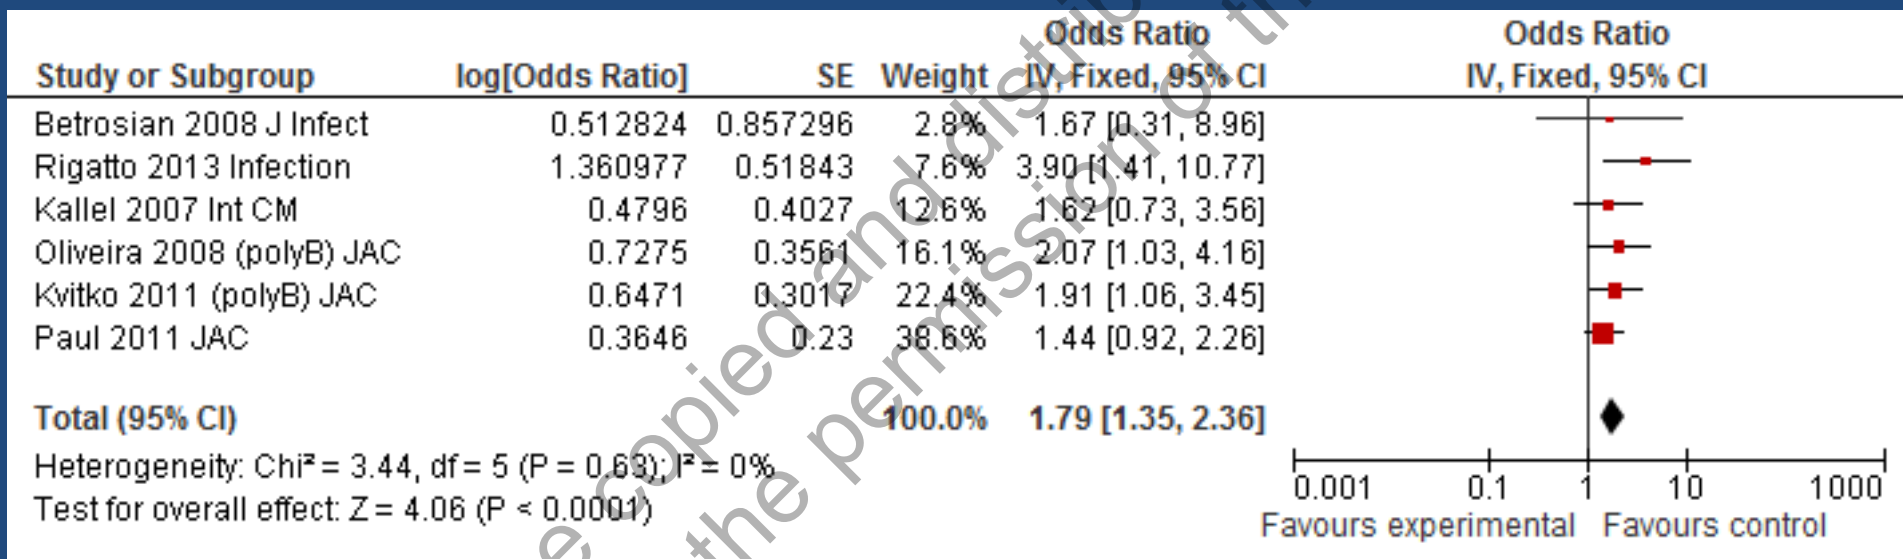 Odds Ratio Odds Ratio
Study or Subgroup log[Odds Ratio] SE Weight IV, Fixed, 95% CI IV, Fixed, 95% CI
Betrosian 2008 J Infect 0.512824 0.857296 2.8% 1.67 [0.31, 8.96]
Rigatto 2013 Infection 1.360977 0.51843 7.6% 3.90 [1.41, 10.77]
Kallel 2007 Int CM 0.4796 0.4027 12.6% 1.62 [0.73, 3.56]
Oliveira 2008 (polyB) JAC 0.7275 0.3561 16.1% 2.07 [1.03, 4.16]
Kvitko 2011 (polyB) JAC 0.6471 0.3017 22.4% 1.91 [1.06, 3.45]
Paul 2011 JAC 0.3646 0.23 38.6% 1.44 [0.92, 2.26]
Total (95% CI) 100.0% 1.79 [1.35, 2.36]
Heterogeneity: Chi² = 3.44, df = 5 (P = 0.63); I² = 0%
Test for overall effect: Z = 4.06 (P < 0.0001)
0.001 0.1 1 10 1000
Favours experimental Favours control
copied and
the permission of